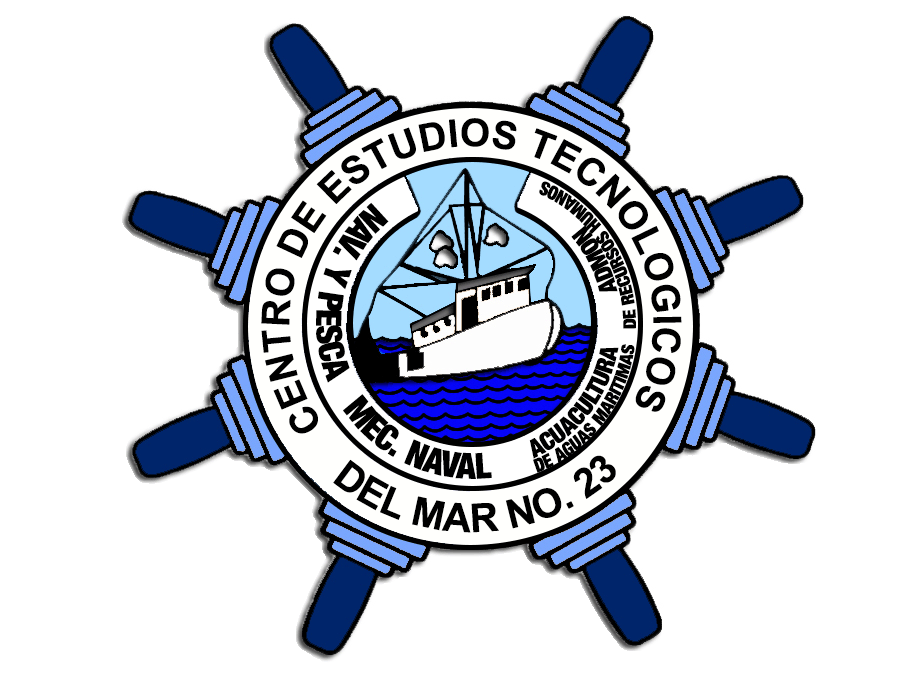 CENTRO DE ESTUDIOS TECNOLOGICOS
DEL MAR NO. 23
NAV. Y PESCA
MEC. NAVAL
ACUACULTURA
DE AGUAS MARITIMAS
ADMON.
DE RECURSOS HUMANOS